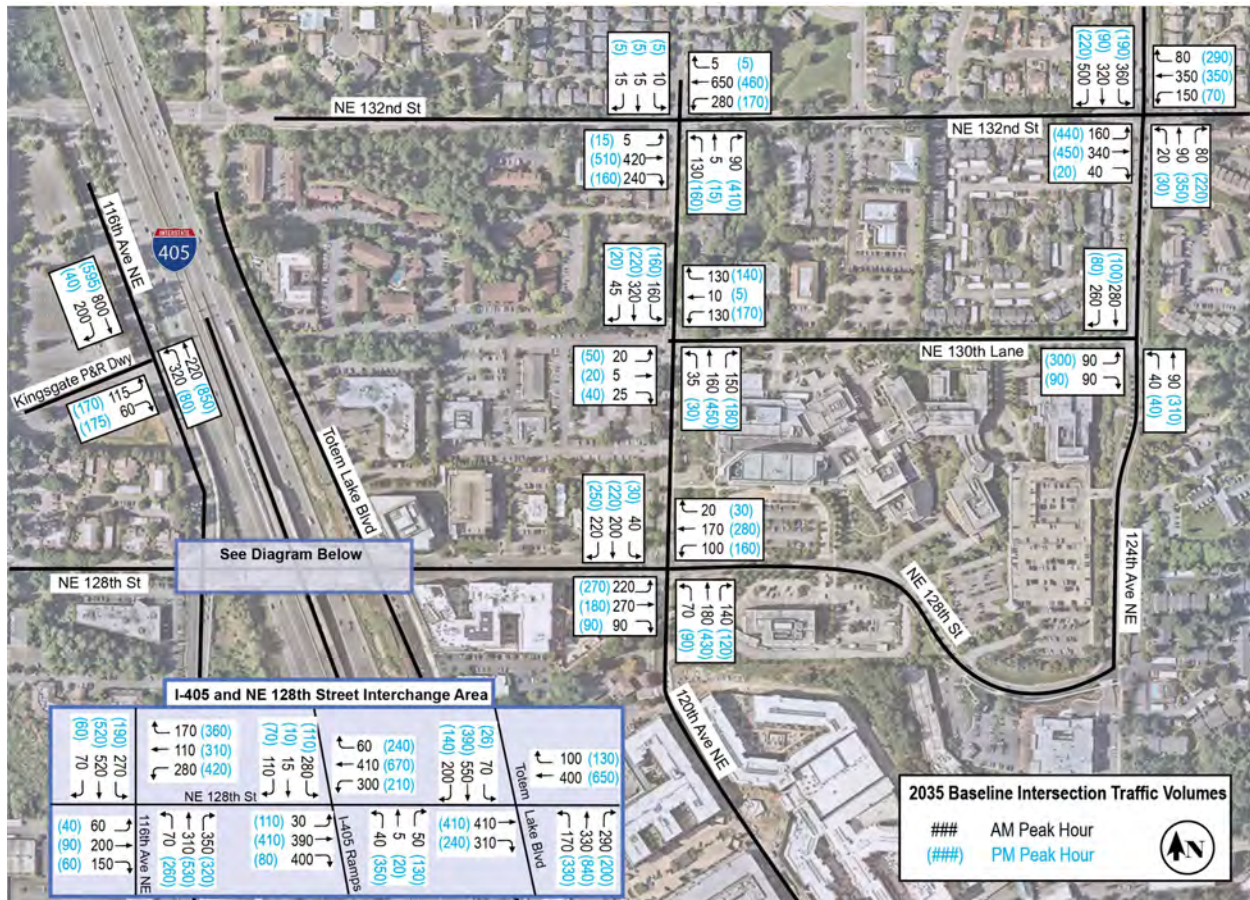 (5) (5) (5)
15 15 10
5 (5)
650 (460)
280 (170)
(220) (90) (190)
500 320 360
80 (290)
350 (350)
150 (70)
NE 132nd St
NE 132nd St
(15) 5
(510) 420
(160) 240
130 5 90
(160) (15) (410)
(440) 160
(450) 340
(20) 40
20 90 80
(30) (350) (220)
116th Ave NE
INTERSTATE
405
(40) (595)
200 800
(20) (220) (160)
45 320 160
130 (140)
10 (5)
130 (170)
(80) (100)
260 280
NE 130th Lane
Kingsgate P&R Dwy
320 220
(80) (850)
(170) 115
(175) 60
(50) 20
(20) 5
(40) 25
35 160 150
(30) (450) (180)
(300) 90
(90) 90
40 90
(40) (310)
Totem Lake Blvd
(250) (220) (30)
220 200 40
20 (30)
170 (280)
100 (160)
See Diagram Below
NE 128th St
(270) 220
(180) 270
(90) 90
70 180 140
(90) (430) (120)
NE 128th St
124th Ave NE
120th Ave NE
I-405 and NE 128th Street Interchange Area
(60) (520) (190)
70 520 270
170 (360)
110 (310)
280 (420)
(70) (10) (110)
110 15 280
60 (240)
410 (670)
300 (210)
(140) (390) (26)
200 550 70
100 (130)
400 (650)
NE 128th St
Totem
Lake Blvd
(40) 60
(90) 200
(60) 150
116th Ave NE
70 310 350
(260) (530) (320)
(110) 30
(410) 390
(80) 400
I-405 Ramps
40 5 50
(350) (20) (130)
(410) 410
(240) 310
170 330 290
(330) (840) (200)
2035 Baseline Intersection Traffic Volumes
### AM Peak Hour
(###) PM Peak Hour
N